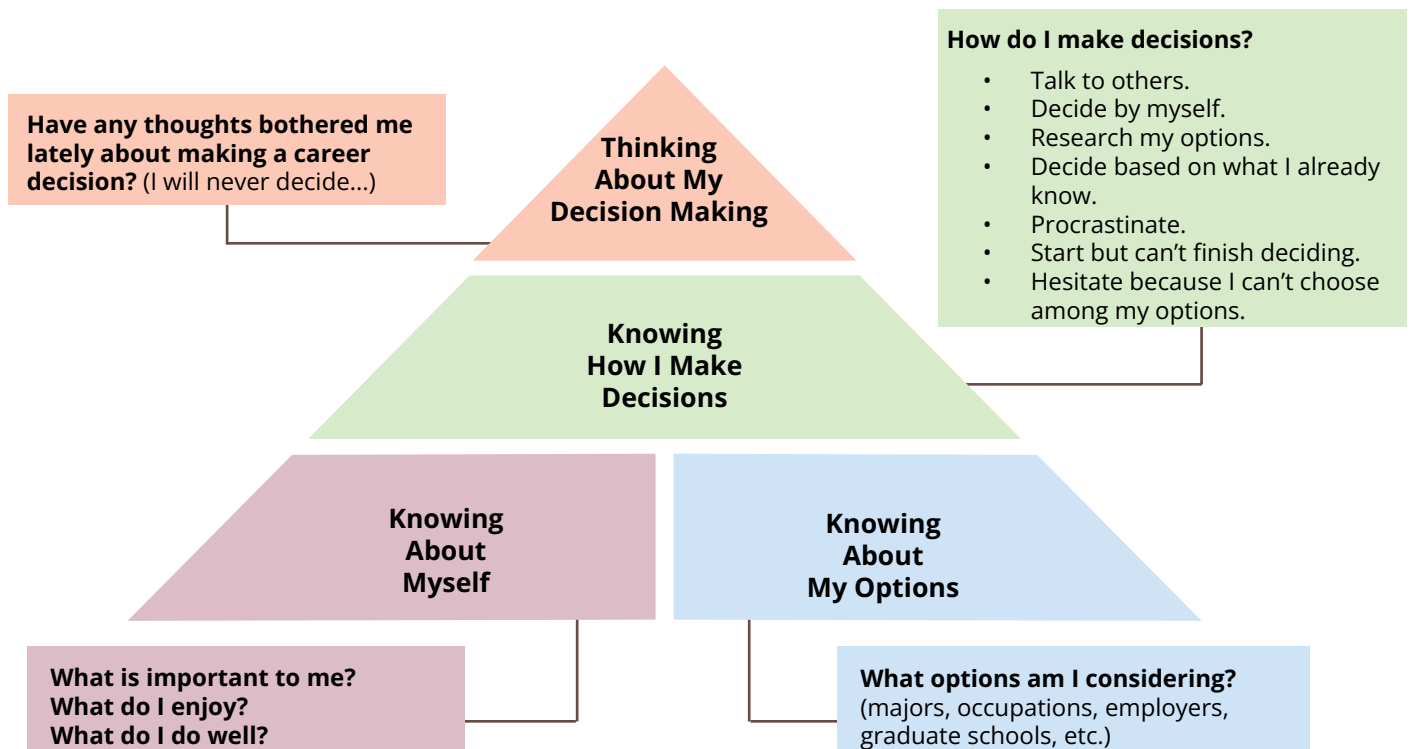 Have any thoughts bothered me
lately about making a career
decision? (I will never decide...)
Thinking
About My
Decision Making
How do I make decisions?
• Talk to others.
• Decide by myself.
• Research my options.
• Decide based on what I already
know.
• Procrastinate.
• Start but can’t finish deciding.
• Hesitate because I can’t choose
among my options.
Knowing
How I Make
Decisions
Knowing
About
Myself
Knowing
About
My Options
What is important to me?
What do I enjoy?
What do I do well?
What options am I considering?
(majors, occupations, employers,
graduate schools, etc.)